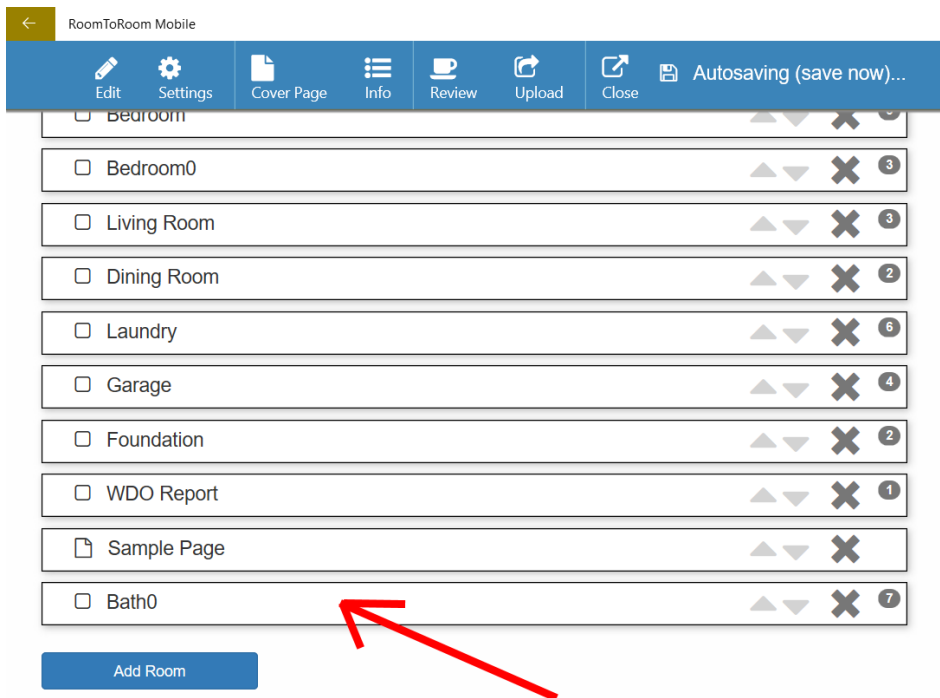 RoomToRoom Mobile
Edit Settings Cover Page Info Review Upload Close Autosaving (save now)...
Bedroom
Bedroom0 3
Living Room 3
Dining Room 2
Laundry 6
Garage 4
Foundation 2
WDO Report 1
Sample Page
Bath0 7
Add Room